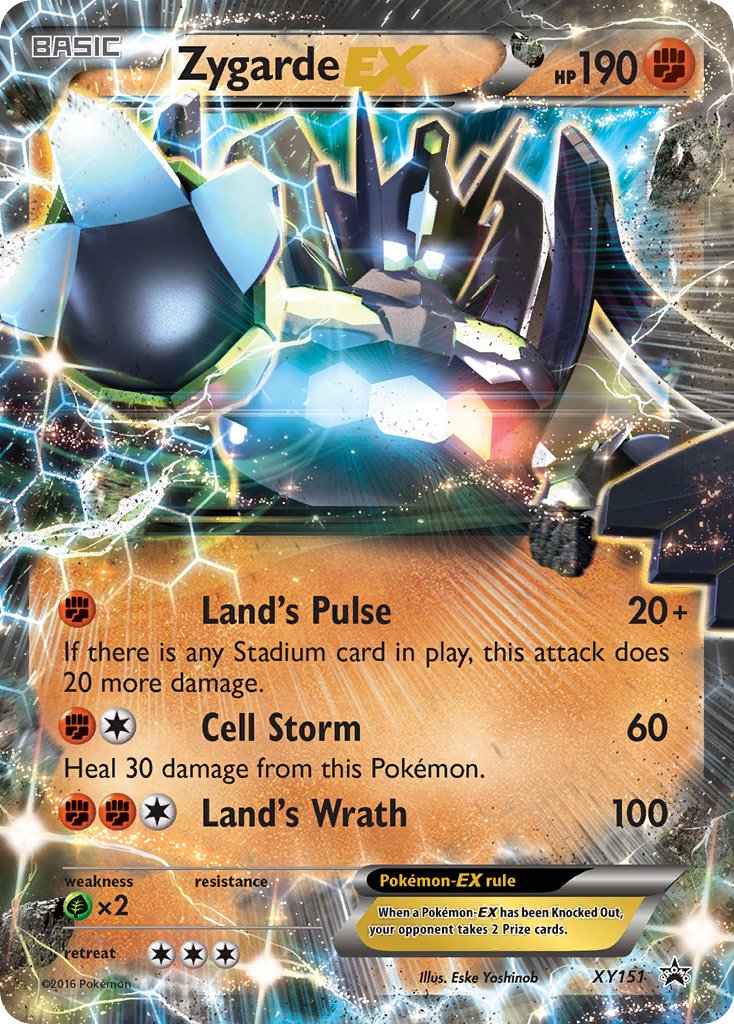 BASIC
Zygarde EX
HP 190
Land's Pulse 20+
If there is any Stadium card in play, this attack does
20 more damage.
Cell Storm 60
Heal 30 damage from this Pokémon.
Land's Wrath 100
weakness resistance
×2
Pokémon-EX rule
When a Pokémon-EX has been Knocked Out,
your opponent takes 2 Prize cards.
retreat
©2016 Pokémon
Illus. Eske Yoshinob
XY151
PROMO